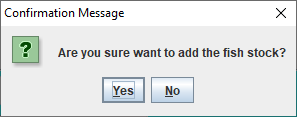 Confirmation Message
Are you sure want to add the fish stock?
Yes No